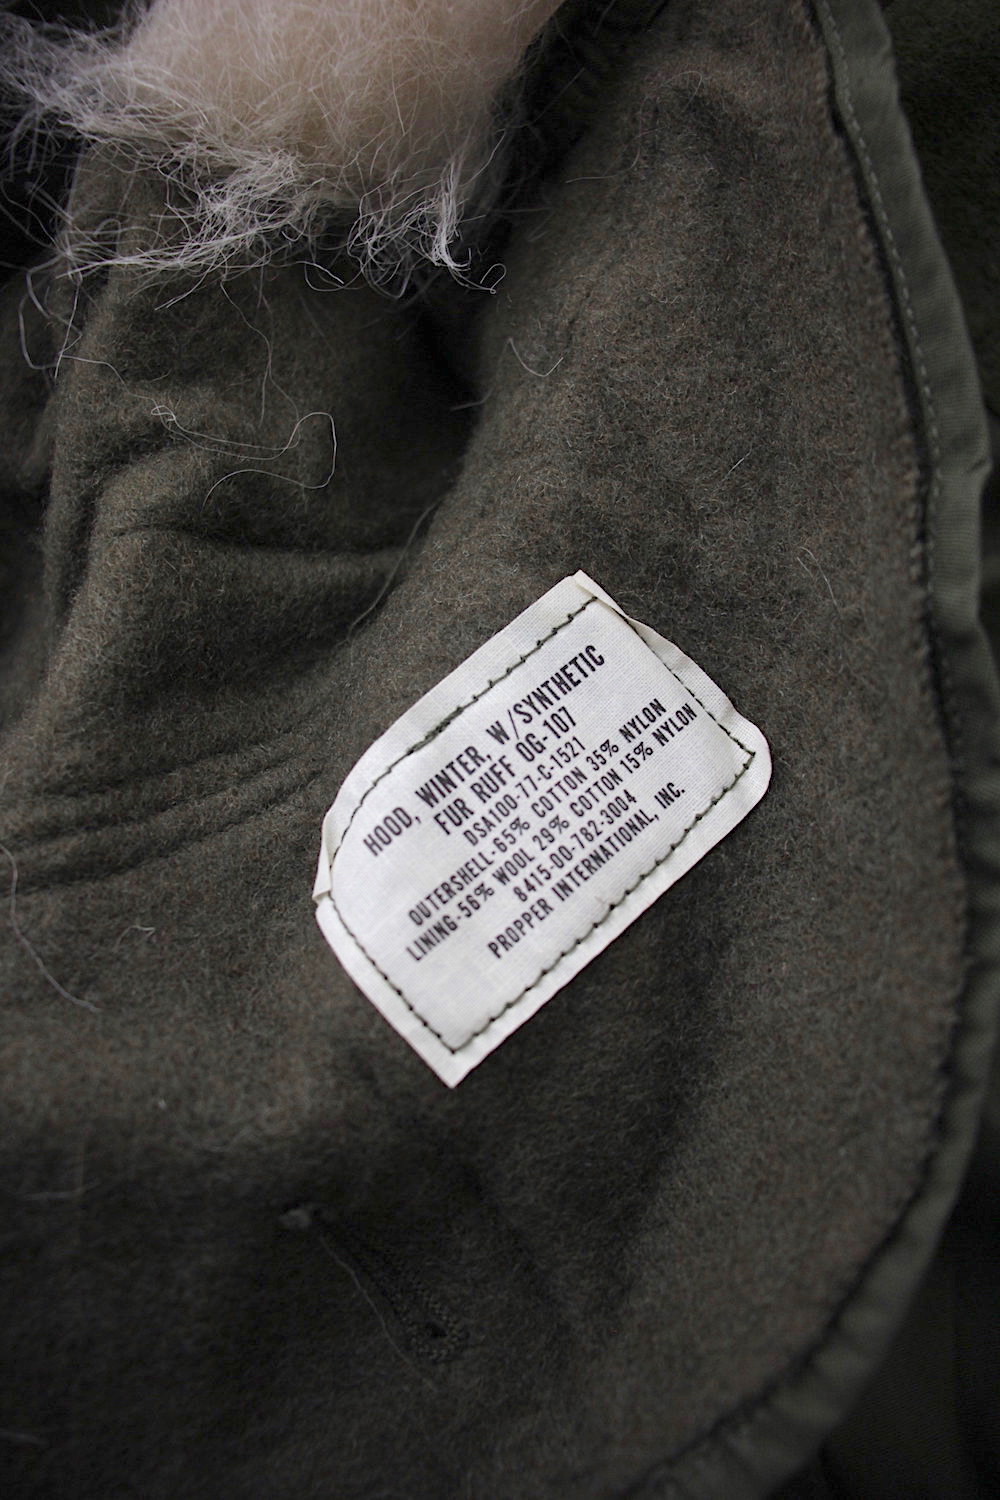 HOOD, WINTER, W/SYNTHETIC
FUR RUFF OG-107
DSA100-77-C-1521
OUTERSHELL-65% COTTON 35% NYLON
LINING-56% WOOL 29% COTTON 15% NYLON
8415-00-782-3004
PROPPER INTERNATIONAL, INC.